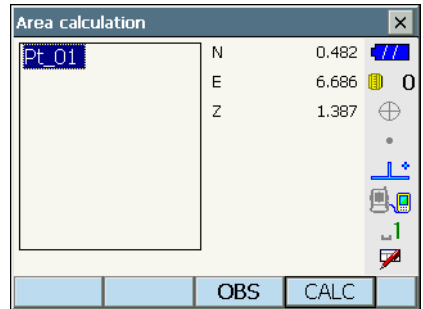 Area calculation
Pt_01
N 0.482
E 6.686 0
Z 1.387
1
OBS CALC